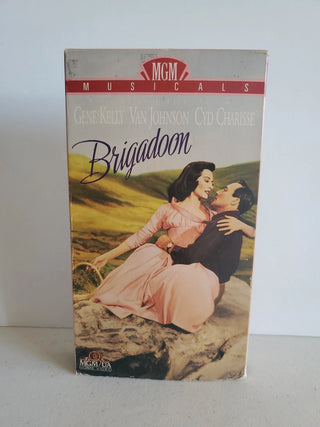 MGM
MUSICALS
GENE KELLY VAN JOHNSON CYD CHARISSE
Brigadoon
MGM/UA